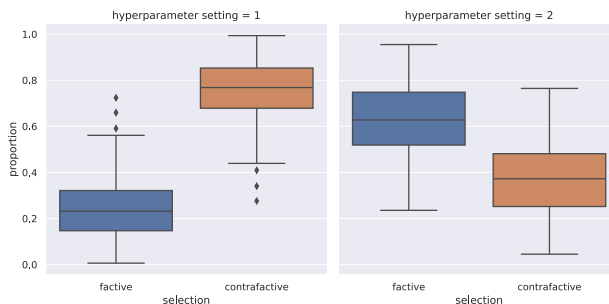 hyperparameter setting = 1
hyperparameter setting = 2
1.0
0.8
0.6
0.4
0.2
0.0
proportion
factive
contrafactive
factive
contrafactive
selection
selection